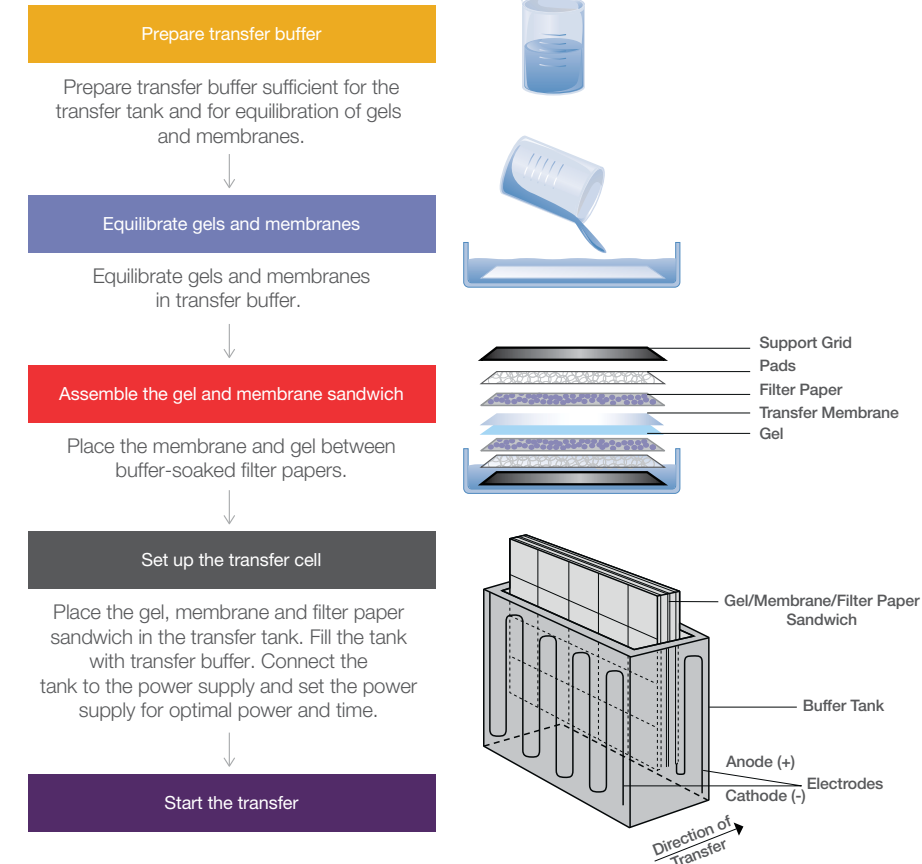 Prepare transfer buffer
Prepare transfer buffer sufficient for the
transfer tank and for equilibration of gels
and membranes.
Equilibrate gels and membranes
Equilibrate gels and membranes
in transfer buffer.
Assemble the gel and membrane sandwich
Place the membrane and gel between
buffer-soaked filter papers.
Support Grid
Pads
Filter Paper
Transfer Membrane
Gel
Set up the transfer cell
Place the gel, membrane and filter paper
sandwich in the transfer tank. Fill the tank
with transfer buffer. Connect the
tank to the power supply and set the power
supply for optimal power and time.
Gel/Membrane/Filter Paper
Sandwich
Buffer Tank
Anode (+)
Electrodes
Cathode (-)
Start the transfer
Direction of
Transfer